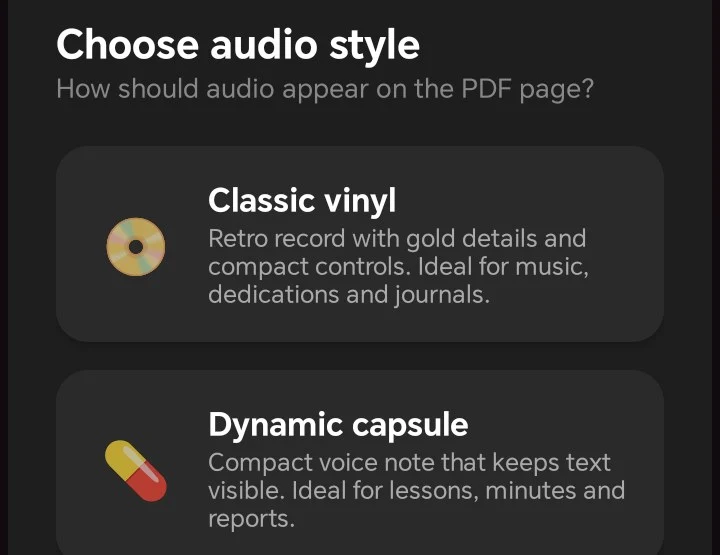 Choose audio style
How should audio appear on the PDF page?
Classic vinyl
Retro record with gold details and
compact controls. Ideal for music,
dedications and journals.
Dynamic capsule
Compact voice note that keeps text
visible. Ideal for lessons, minutes and
reports.